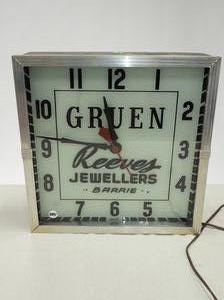 11 12 1
10 GRUEN 2
9 Reeves 3
8 JEWELLERS 4
BARRIE
7 6 5